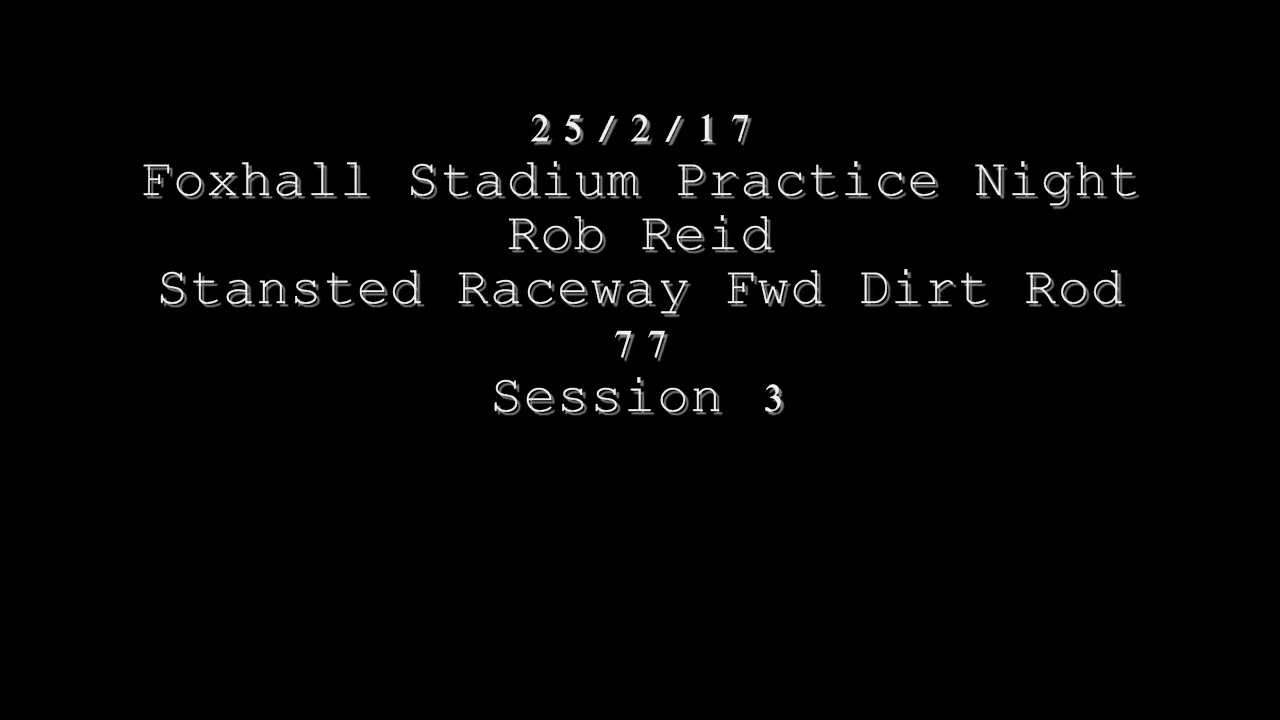 25/2/17
Foxhall Stadium Practice Night
Rob Reid
Stansted Raceway Fwd Dirt Rod
77
Session 3